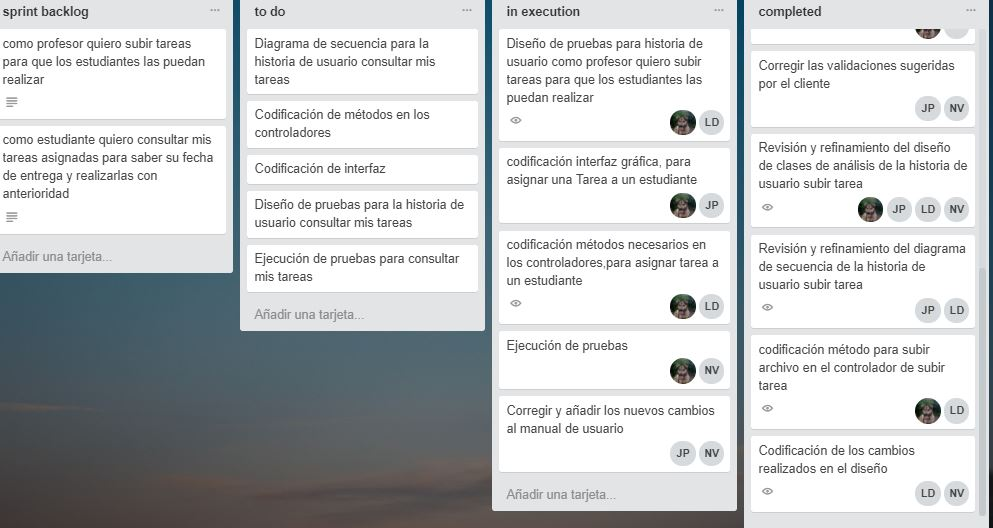 sprint backlog
como profesor quiero subir tareas
para que los estudiantes las puedan
realizar
como estudiante quiero consultar mis
tareas asignadas para saber su fecha
de entrega y realizarlas con
anterioridad
Añadir una tarjeta...
to do
Diagrama de secuencia para la
historia de usuario consultar mis
tareas
Codificación de métodos en los
controladores
Codificación de interfaz
Diseño de pruebas para la historia de
usuario consultar mis tareas
Ejecución de pruebas para consultar
mis tareas
Añadir una tarjeta...
in execution
Diseño de pruebas para historia de
usuario como profesor quiero subir
tareas para que los estudiantes las
puedan realizar
LD
codificación interfaz gráfica, para
asignar una Tarea a un estudiante
JP
codificación métodos necesarios en
los controladores,para asignar tarea a
un estudiante
LD
Ejecución de pruebas
NV
Corregir y añadir los nuevos cambios
al manual de usuario
JP NV
Añadir una tarjeta...
completed
Corregir las validaciones sugeridas
por el cliente
JP NV
Revisión y refinamiento del diseño
de clases de análisis de la historia de
usuario subir tarea
JP LD NV
Revisión y refinamiento del diagrama
de secuencia de la historia de
usuario subir tarea
JP LD
codificación método para subir
archivo en el controlador de subir
tarea
LD
Codificación de los cambios
realizados en el diseño
LD NV